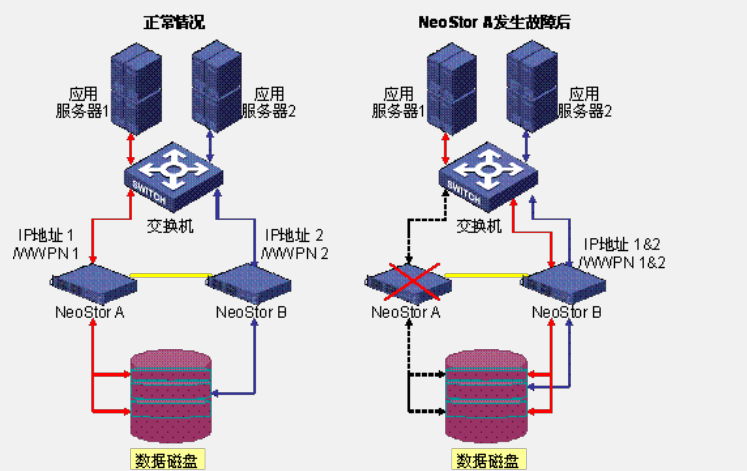 正常情况
NeoStor A发生故障后
应用
服务器1
应用
服务器2
应用
服务器1
应用
服务器2
SWITCH
SWITCH
交换机
交换机
IP地址 1
/WWPN 1
IP地址 2
/WWPN 2
IP地址 1&2
/WWPN 1&2
NeoStor A
NeoStor B
NeoStor A
NeoStor B
数据磁盘
数据磁盘